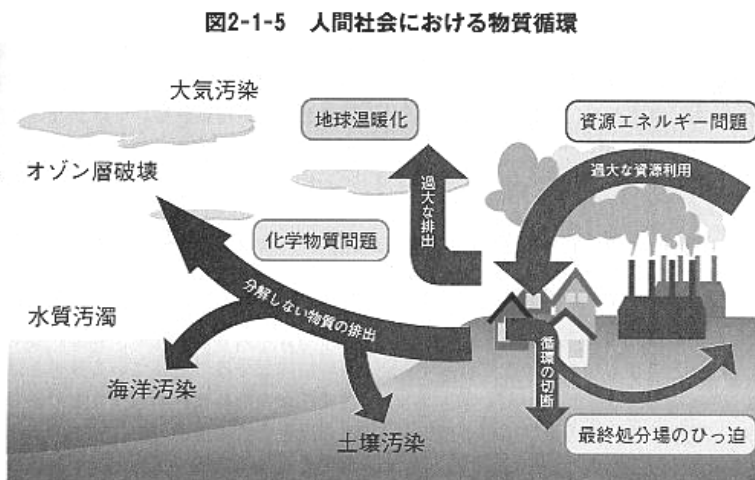 図2-1-5 人間社会における物質循環
大気汚染
地球温暖化
資源エネルギー問題
オゾン層破壊
過大な排出
過大な資源利用
化学物質問題
分解しない物質の排出
水質汚濁
循環の切断
海洋汚染
土壌汚染
最終処分場のひっ迫